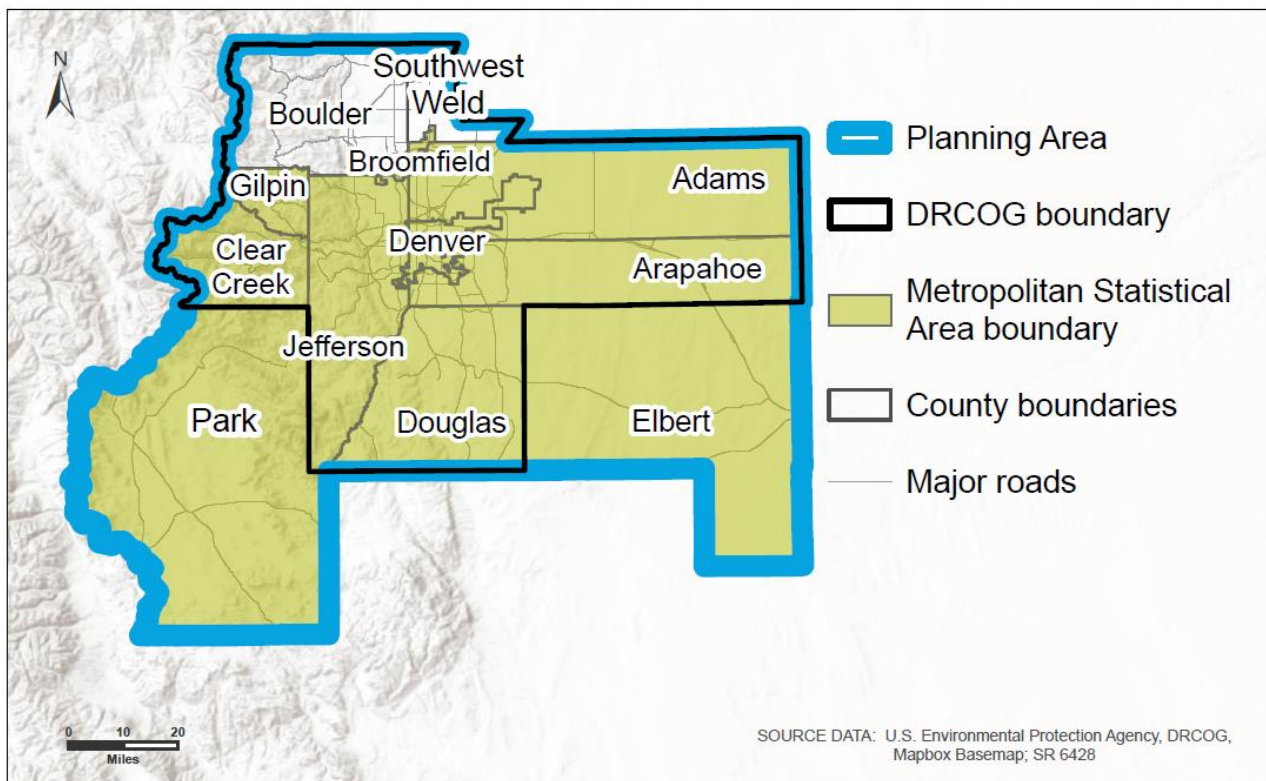 N
Southwest
Weld
Boulder
Broomfield
Gilpin
Adams
Clear
Creek
Denver
Arapahoe
Jefferson
Park
Douglas
Elbert
Planning Area
DRCOG boundary
Metropolitan Statistical
Area boundary
County boundaries
Major roads
0 10 20
Miles
SOURCE DATA: U.S. Environmental Protection Agency, DRCOG,
Mapbox Basemap; SR 6428